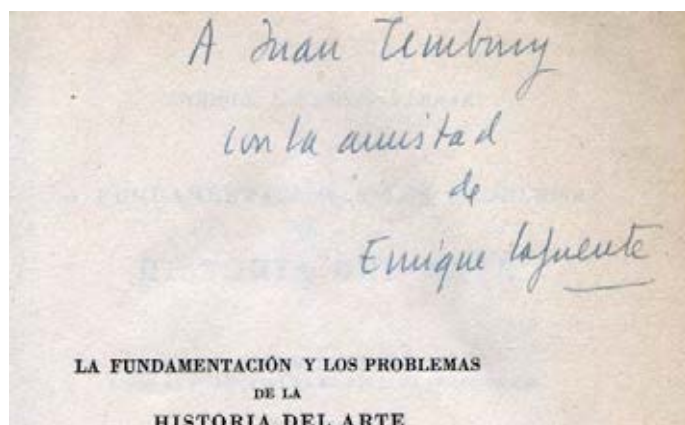 A Juan Temboury
con la amistad
de
Enrique Lafuente
LA FUNDAMENTACIÓN Y LOS PROBLEMAS
DE LA
HISTORIA DEL ARTE